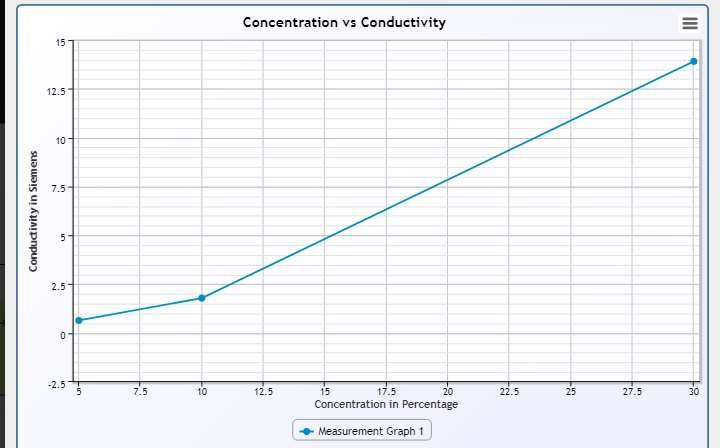 Concentration vs Conductivity
15
12.5
10
7.5
5
2.5
0
-2.5
Conductivity in Siemens
5 7.5 10 12.5 15 17.5 20 22.5 25 27.5 30
Concentration in Percentage
Measurement Graph 1